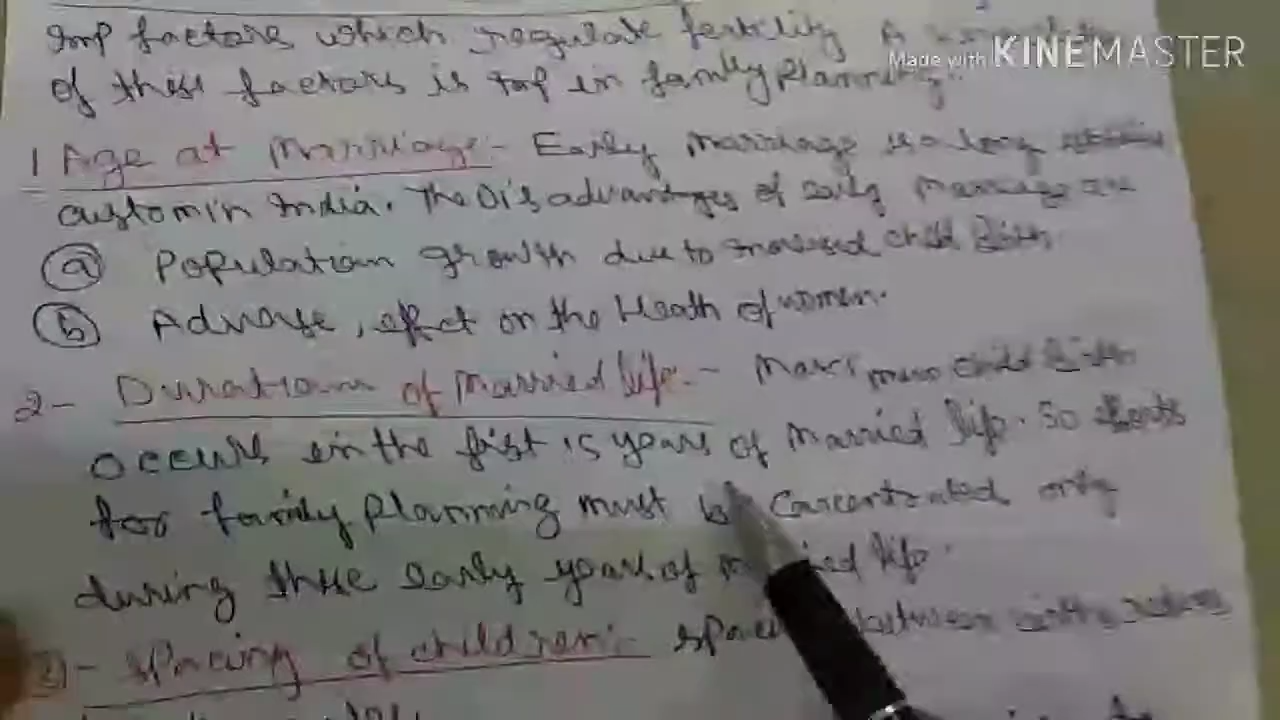 Imp factors which regulate fertility A
of these factors is Imp in family Planning.
Made with KINEMASTER
1 Age at Marriage:- Early Marriage is a long
custom in India. The Disadvantages of early Marriage are
(a) Population growth due to increased child birth.
(b) Adverse, effect on the Heath of women.
2- Duration of Married life.- Maximum child birth
occurs in the first 15 years of Married life. So efforts
for family Planning must be concentrated only
during these early years of married life.
3)- Spacing of children:- between